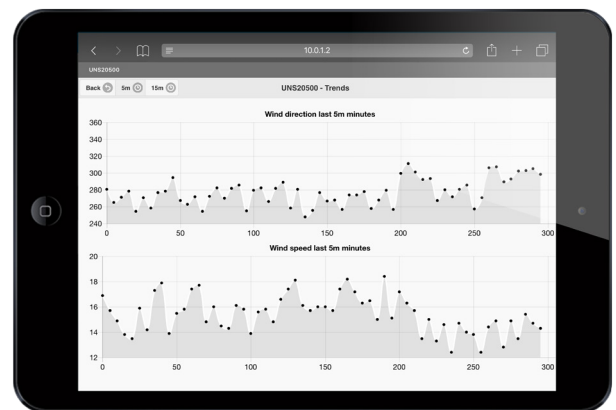 10.0.1.2
UNS20500
Back 5m 15m UNS20500 - Trends
Wind direction last 5m minutes
360
340
320
300
280
260
240
0 50 100 150 200 250 300
Wind speed last 5m minutes
20
18
16
14
12
0 50 100 150 200 250 300